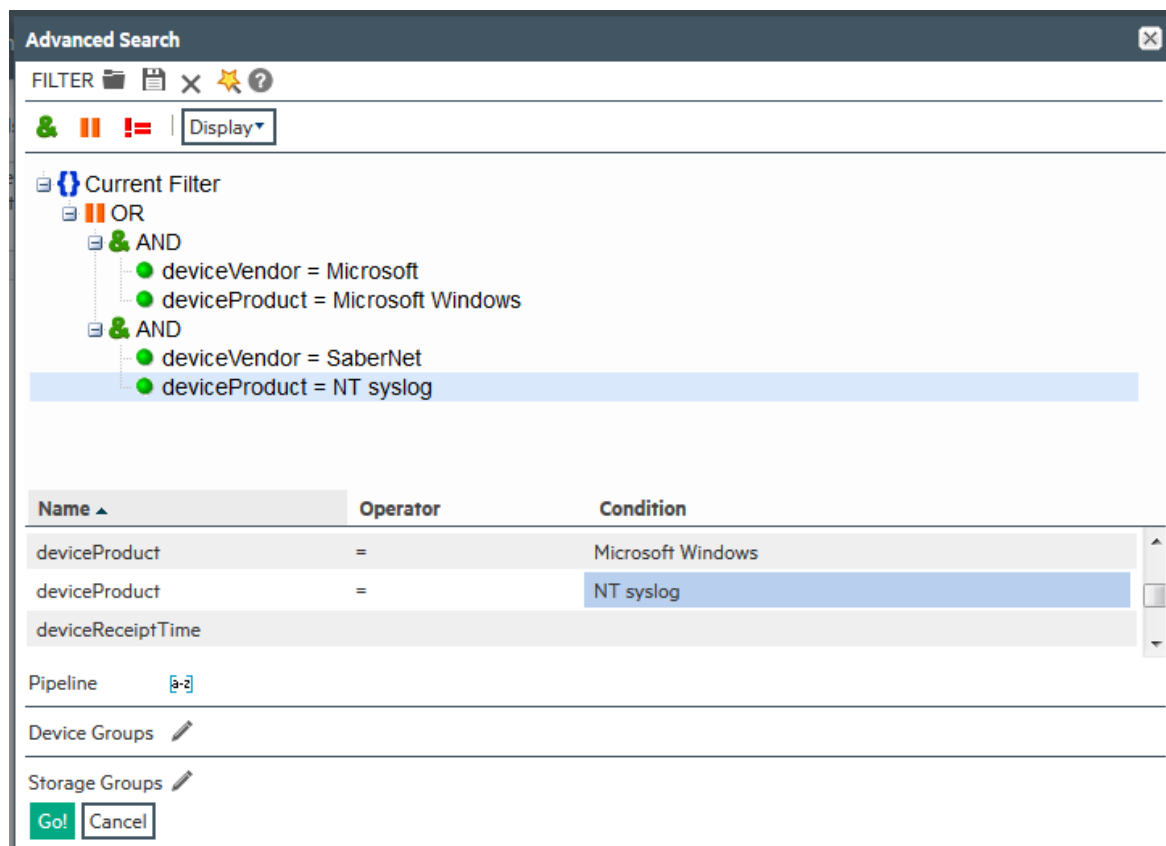 Advanced Search
FILTER
& != Display
{} Current Filter
OR
& AND
deviceVendor = Microsoft
deviceProduct = Microsoft Windows
& AND
deviceVendor = SaberNet
deviceProduct = NT syslog
Name Operator Condition
deviceProduct = Microsoft Windows
deviceProduct = NT syslog
deviceReceiptTime
Pipeline [a-z]
Device Groups
Storage Groups
Go! Cancel